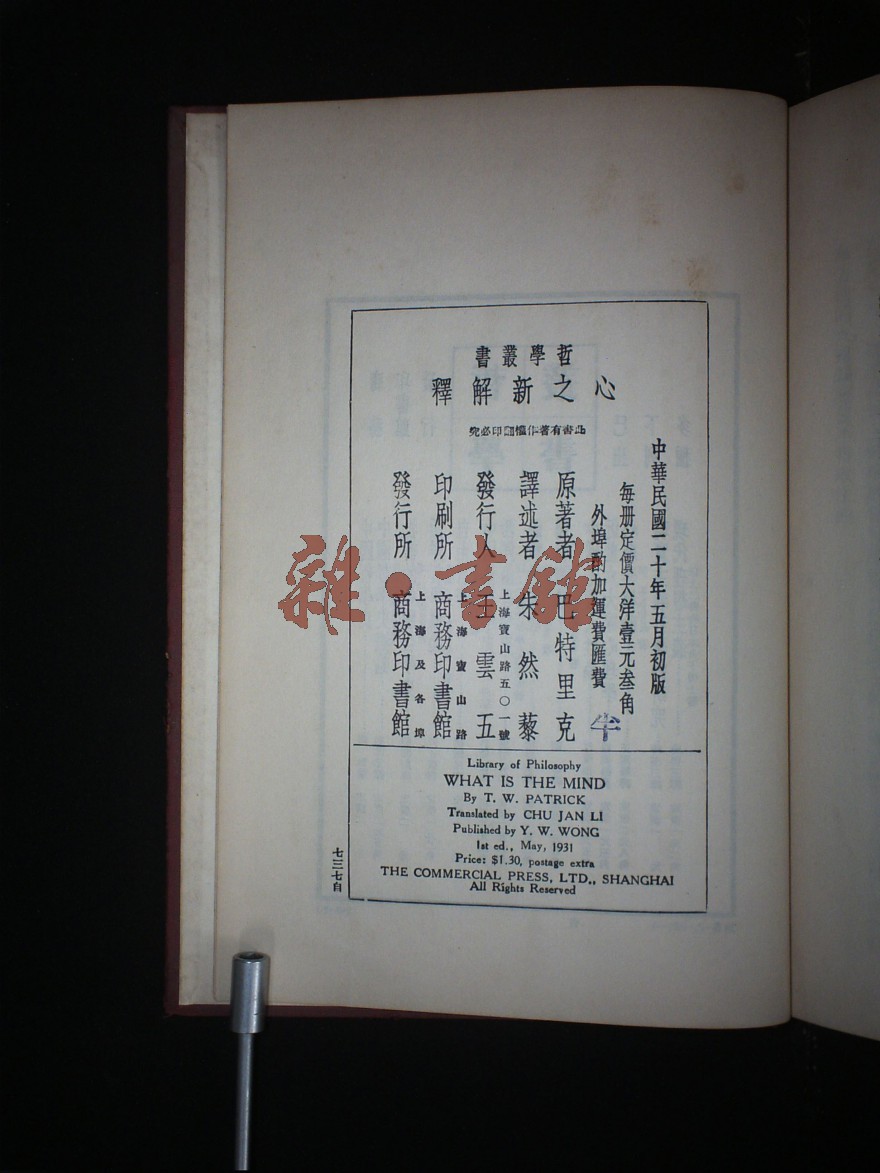 哲學叢書
心之新解釋
此書有著作權翻印必究
中華民國二十年五月初版
每册定價大洋壹元叁角
外埠酌加運費匯費
原著者 巴特里克
譯述者 朱然藜
上海寶山路五〇一號
發行人 王雲五
上海寶山路
印刷所 商務印書館
上海及各埠
發行所 商務印書館
Library of Philosophy
WHAT IS THE MIND
By T. W. PATRICK
Translated by CHU JAN LI
Published by Y. W. WONG
1st ed., May, 1931
Price: $1.30, postage extra
THE COMMERCIAL PRESS, LTD., SHANGHAI
All Rights Reserved
七三七自
雜·書館